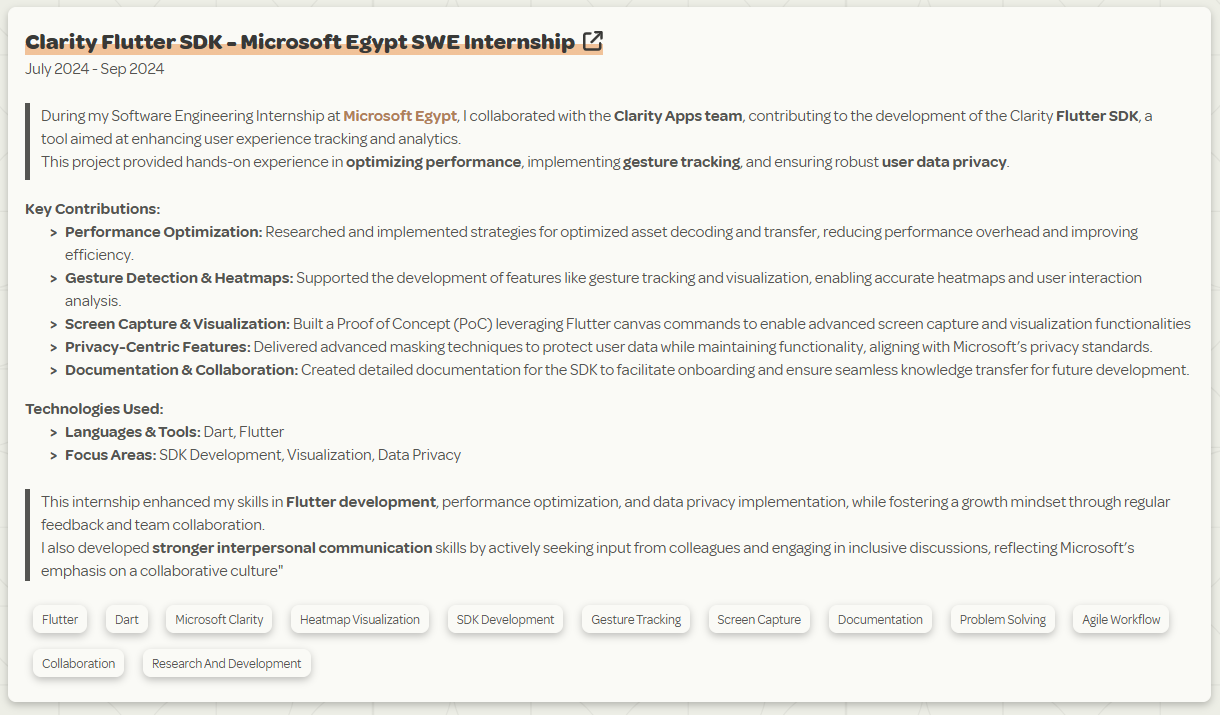 Clarity Flutter SDK - Microsoft Egypt SWE Internship
July 2024 - Sep 2024
During my Software Engineering Internship at Microsoft Egypt, I collaborated with the Clarity Apps team, contributing to the development of the Clarity Flutter SDK, a
tool aimed at enhancing user experience tracking and analytics.
This project provided hands-on experience in optimizing performance, implementing gesture tracking, and ensuring robust user data privacy.
Key Contributions:
> Performance Optimization: Researched and implemented strategies for optimized asset decoding and transfer, reducing performance overhead and improving
efficiency.
> Gesture Detection & Heatmaps: Supported the development of features like gesture tracking and visualization, enabling accurate heatmaps and user interaction
analysis.
> Screen Capture & Visualization: Built a Proof of Concept (PoC) leveraging Flutter canvas commands to enable advanced screen capture and visualization functionalities
> Privacy-Centric Features: Delivered advanced masking techniques to protect user data while maintaining functionality, aligning with Microsoft's privacy standards.
> Documentation & Collaboration: Created detailed documentation for the SDK to facilitate onboarding and ensure seamless knowledge transfer for future development.
Technologies Used:
> Languages & Tools: Dart, Flutter
> Focus Areas: SDK Development, Visualization, Data Privacy
This internship enhanced my skills in Flutter development, performance optimization, and data privacy implementation, while fostering a growth mindset through regular
feedback and team collaboration.
I also developed stronger interpersonal communication skills by actively seeking input from colleagues and engaging in inclusive discussions, reflecting Microsoft's
emphasis on a collaborative culture"
Flutter Dart Microsoft Clarity Heatmap Visualization SDK Development Gesture Tracking Screen Capture Documentation Problem Solving Agile Workflow
Collaboration Research And Development